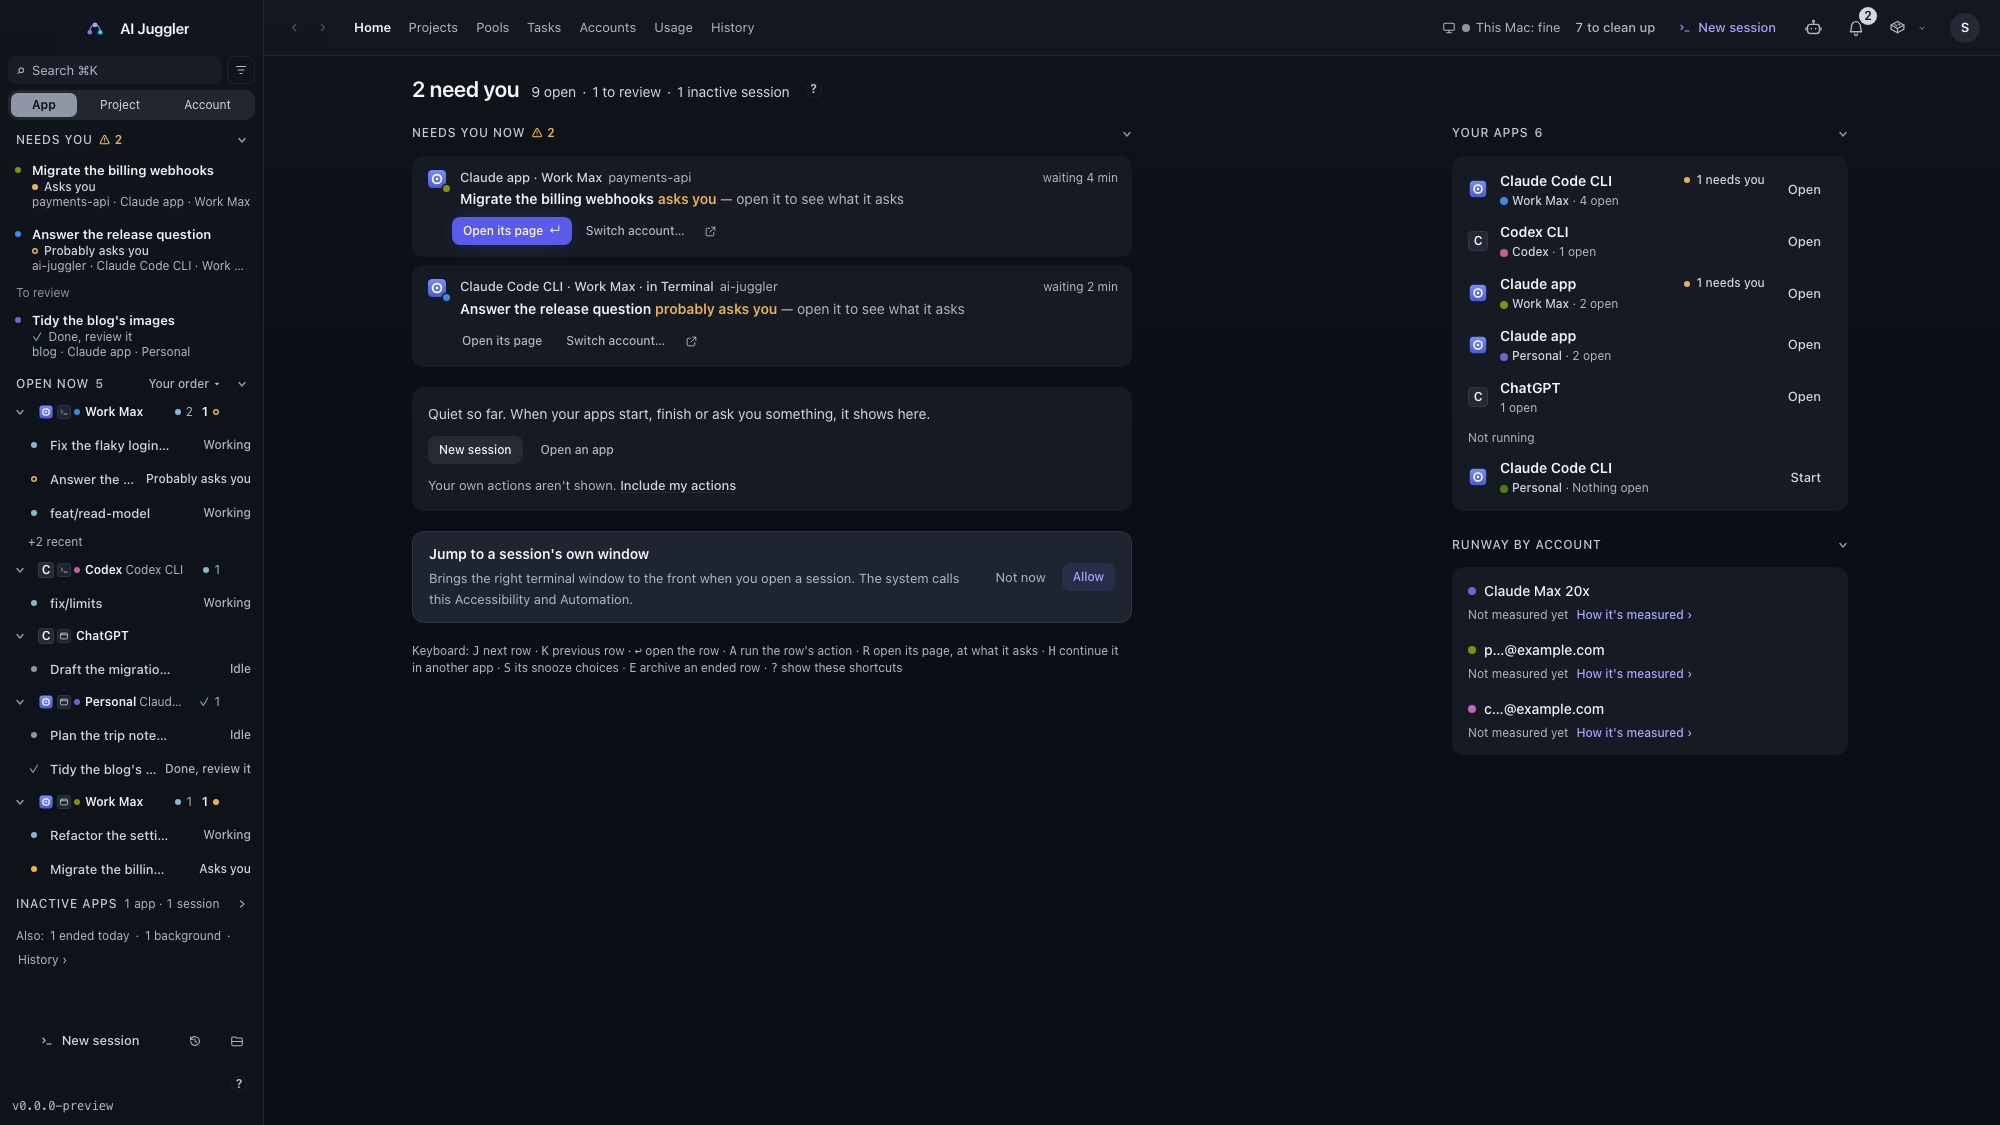 AI Juggler
Search ⌘K
App
Project
Account
NEEDS YOU 2
Migrate the billing webhooks
Asks you
payments-api · Claude app · Work Max
Answer the release question
Probably asks you
ai-juggler · Claude Code CLI · Work ...
To review
Tidy the blog's images
Done, review it
blog · Claude app · Personal
OPEN NOW 5
Your order
Work Max 2 1
Fix the flaky login... Working
Answer the ... Probably asks you
feat/read-model Working
+2 recent
C Codex Codex CLI 1
fix/limits Working
C ChatGPT
Draft the migratio... Idle
Personal Claud... 1
Plan the trip note... Idle
Tidy the blog's ... Done, review it
Work Max 1 1
Refactor the setti... Working
Migrate the billin... Asks you
INACTIVE APPS 1 app · 1 session
Also: 1 ended today · 1 background ·
History ›
New session
?
v0.0.0-preview
Home
Projects
Pools
Tasks
Accounts
Usage
History
This Mac: fine
7 to clean up
New session
2
S
2 need you 9 open · 1 to review · 1 inactive session ?
NEEDS YOU NOW 2
Claude app · Work Max payments-api waiting 4 min
Migrate the billing webhooks asks you — open it to see what it asks
Open its page Switch account...
Claude Code CLI · Work Max · in Terminal ai-juggler waiting 2 min
Answer the release question probably asks you — open it to see what it asks
Open its page Switch account...
Quiet so far. When your apps start, finish or ask you something, it shows here.
New session Open an app
Your own actions aren't shown. Include my actions
Jump to a session's own window
Brings the right terminal window to the front when you open a session. The system calls
this Accessibility and Automation.
Not now
Allow
Keyboard: J next row · K previous row · ↩ open the row · A run the row's action · R open its page, at what it asks · H continue it
in another app · S its snooze choices · E archive an ended row · ? show these shortcuts
YOUR APPS 6
Claude Code CLI 1 needs you
Work Max · 4 open
Open
C Codex CLI
Codex · 1 open
Open
Claude app 1 needs you
Work Max · 2 open
Open
Claude app
Personal · 2 open
Open
C ChatGPT
1 open
Open
Not running
Claude Code CLI
Personal · Nothing open
Start
RUNWAY BY ACCOUNT
Claude Max 20x
Not measured yet How it's measured ›
p...@example.com
Not measured yet How it's measured ›
c...@example.com
Not measured yet How it's measured ›